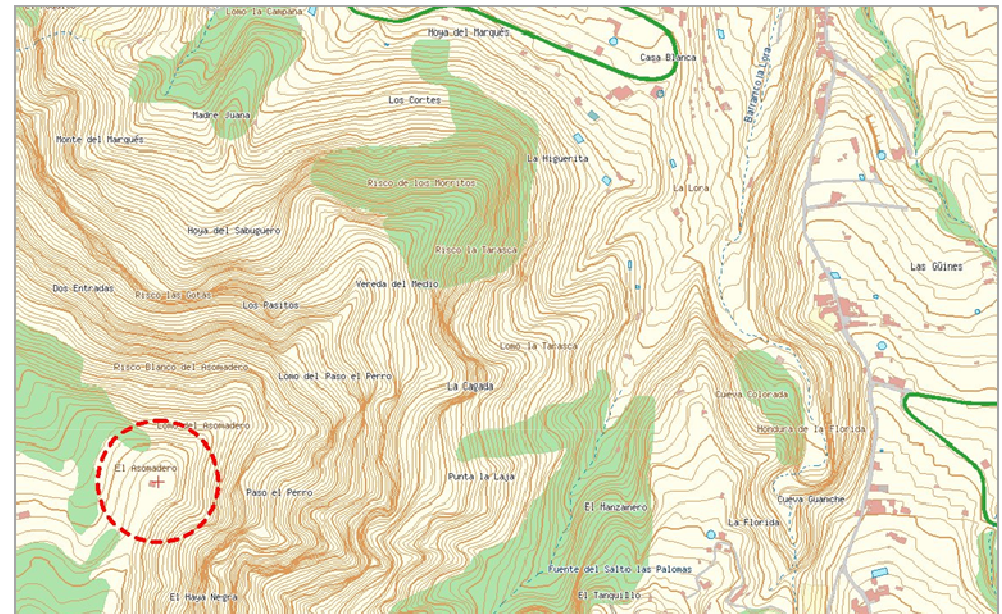 Lomo la Campana
Hoya del Marqués
Casa Blanca
Barranco la Lora
Los Cortes
Madre Juana
Monte del Marqués
La Higuerita
Risco de los Morritos
La Lora
Hoya del Sabuguero
Risco la Tarasca
Las Güines
Dos Entradas
Risco las Gotas
Vereda del Medio
Los Pasitos
Lomo la Tarasca
Risco Blanco del Asomadero
Lomo del Paso el Perro
La Cagada
Cueva Colorada
Lomo del Asomadero
Hondura de la Florida
El Asomadero
Punta la Laja
Paso el Perro
Cueva Guaniche
El Manzanero
La Florida
Fuente del Salto las Palomas
El Tanquillo
El Haya Negra